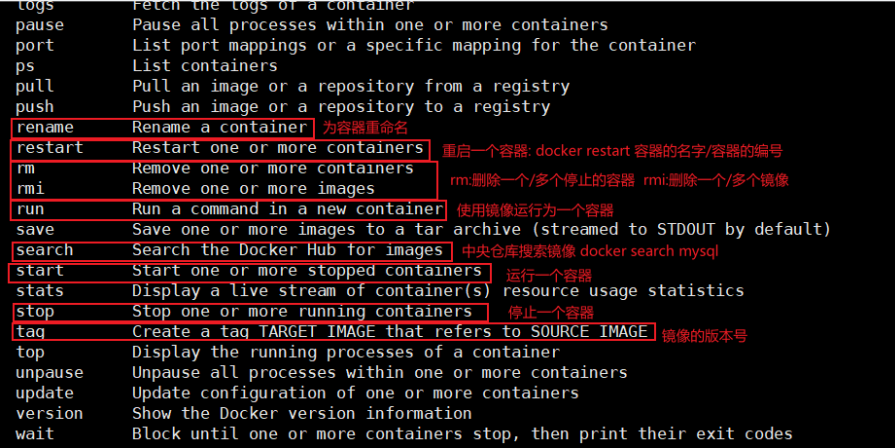 logs Fetch the logs of a container
pause Pause all processes within one or more containers
port List port mappings or a specific mapping for the container
ps List containers
pull Pull an image or a repository from a registry
push Push an image or a repository to a registry
rename Rename a container 为容器重命名
restart Restart one or more containers 重启一个容器: docker restart 容器的名字/容器的编号
rm Remove one or more containers
rm:删除一个/多个停止的容器 rmi:删除一个/多个镜像
rmi Remove one or more images
run Run a command in a new container 使用镜像运行为一个容器
save Save one or more images to a tar archive (streamed to STDOUT by default)
search Search the Docker Hub for images 中央仓库搜索镜像 docker search mysql
start Start one or more stopped containers 运行一个容器
stats Display a live stream of container(s) resource usage statistics
stop Stop one or more running containers 停止一个容器
tag Create a tag TARGET_IMAGE that refers to SOURCE_IMAGE 镜像的版本号
top Display the running processes of a container
unpause Unpause all processes within one or more containers
update Update configuration of one or more containers
version Show the Docker version information
wait Block until one or more containers stop, then print their exit codes